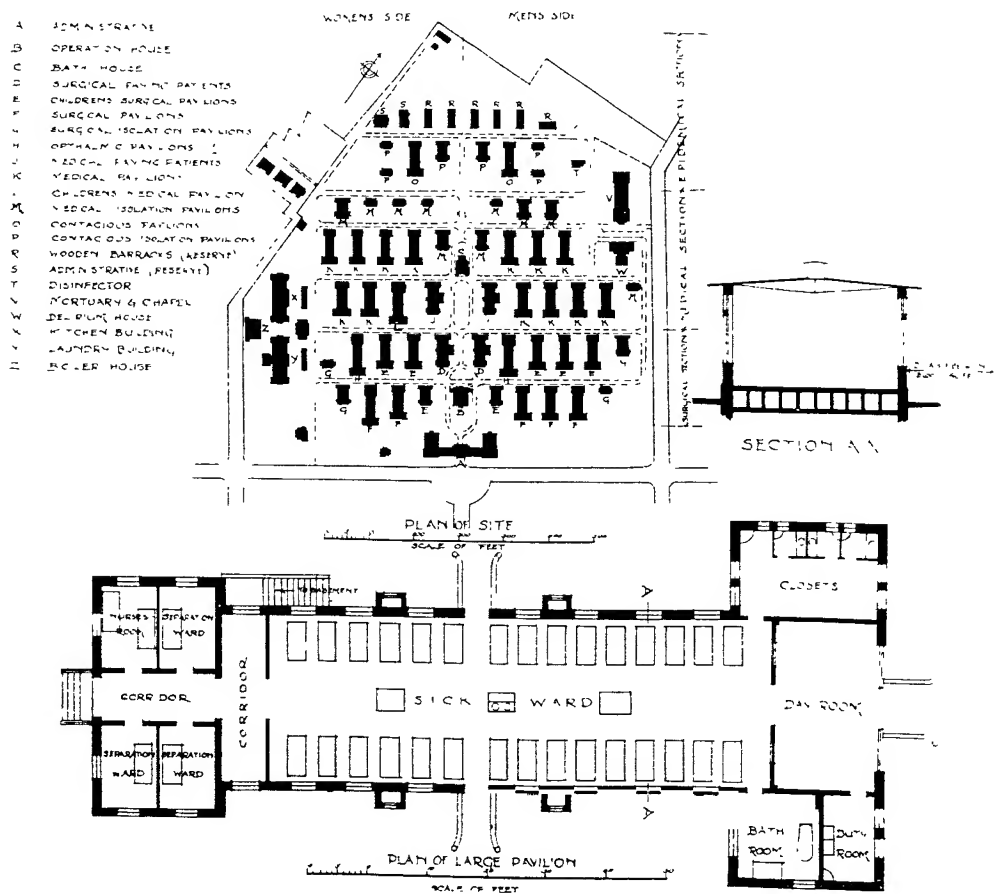 WOMENS SIDE
MENS SIDE
A ADMINISTRATIVE
B OPERATION HOUSE
C BATH HOUSE
D SURGICAL PAYING PATIENTS
E CHILDRENS SURGICAL PAVILIONS
F SURGICAL PAVILIONS
G SURGICAL ISOLATION PAVILIONS
H OPTHALMIC PAVILIONS
J MEDICAL PAYING PATIENTS
K MEDICAL PAVILIONS
L CHILDRENS MEDICAL PAVILION
M MEDICAL ISOLATION PAVILIONS
O CONTAGIOUS PAVILIONS
P CONTAGIOUS ISOLATION PAVILIONS
R WOODEN BARRACKS (RESERVE)
S ADMINISTRATIVE (RESERVE)
T DISINFECTOR
V MORTUARY & CHAPEL
W DELIRIUM HOUSE
X KITCHEN BUILDING
Y LAUNDRY BUILDING
Z BOILER HOUSE
SURGICAL SECTION MEDICAL SECTION EPIDEMICAL SECTION
SECTION AA
PLAN OF SITE
SCALE OF FEET
TO BASEMENT
NURSES ROOM
SEPARATION WARD
CORRIDOR
CORRIDOR
SEPARATION WARD
SEPARATION WARD
SICK WARD
A
A
CLOSETS
DAY ROOM
BATH ROOM
ROOM
PLAN OF LARGE PAVILION
SCALE OF FEET